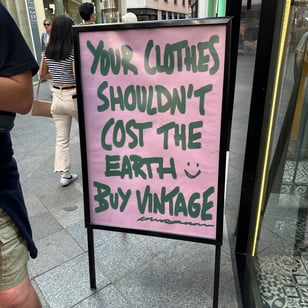 YOUR CLOTHES
SHOULDN'T
COST THE
EARTH
BUY VINTAGE